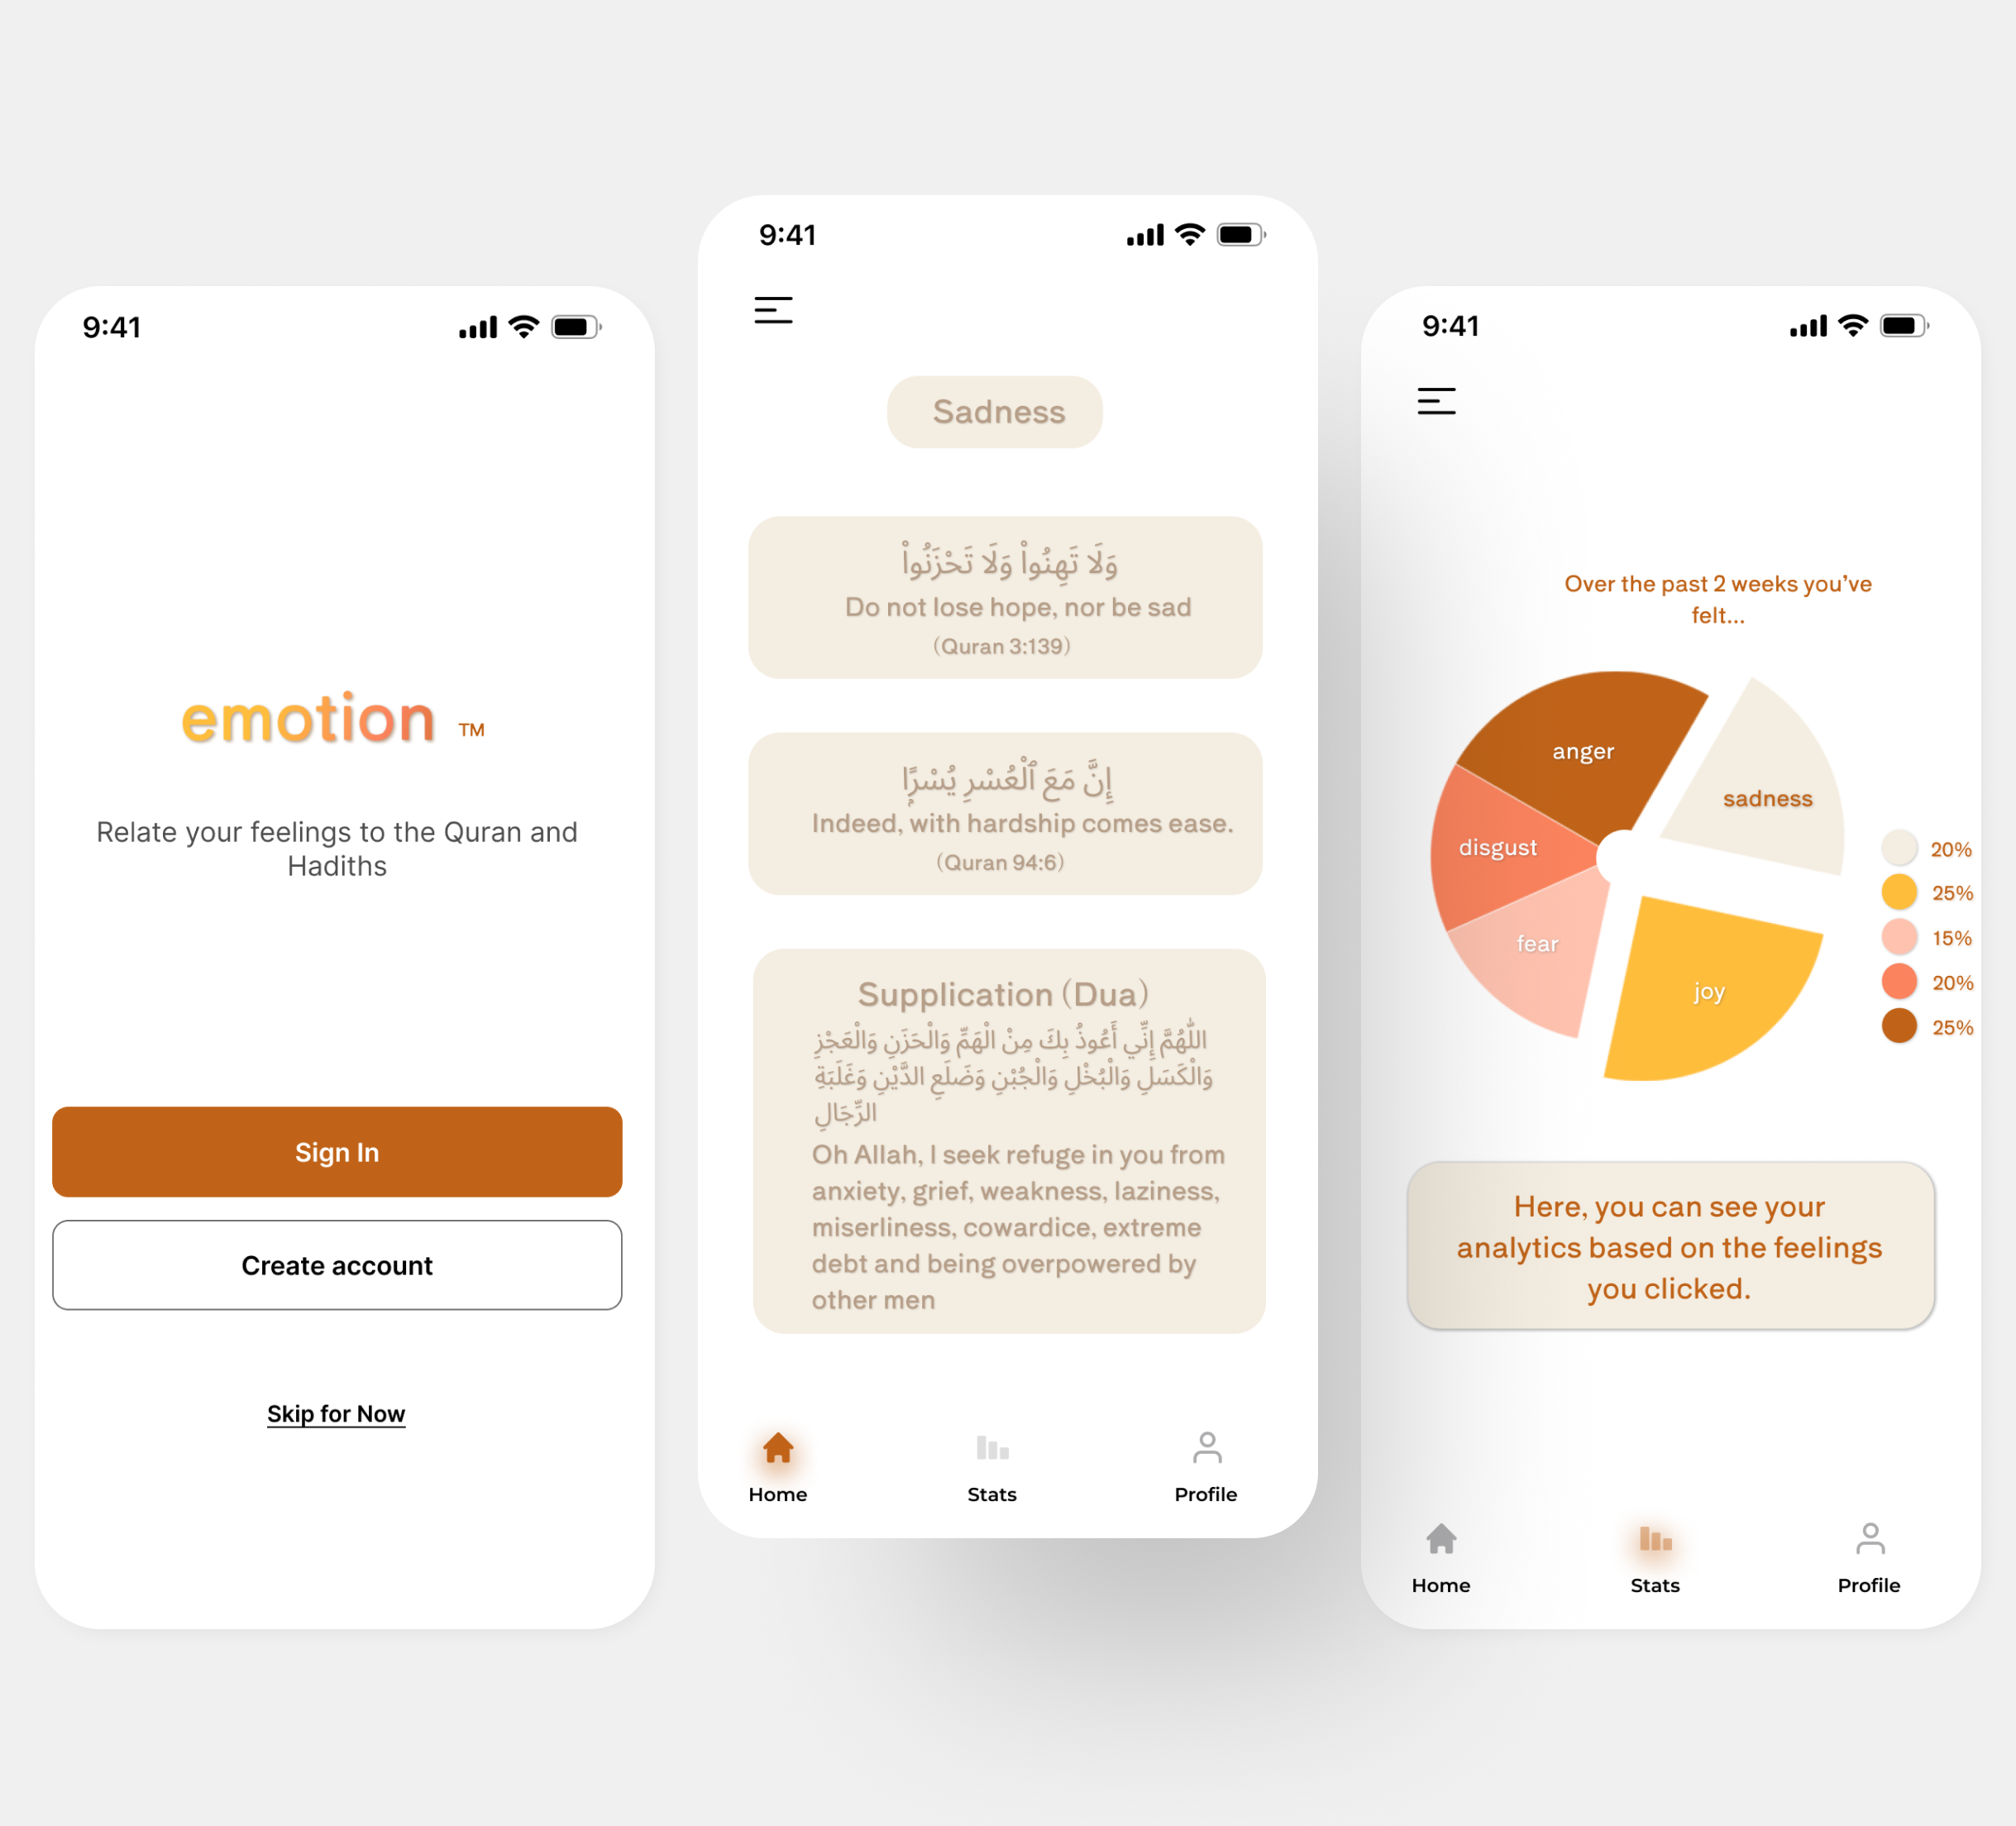 9:41
emotion TM
Relate your feelings to the Quran and
Hadiths
Sign In
Create account
Skip for Now
9:41
Sadness
وَلَا تَهِنُواْ وَلَا تَحْزَنُواْ
Do not lose hope, nor be sad
(Quran 3:139)
إِنَّ مَعَ ٱلْعُسْرِ يُسْرًۭا
Indeed, with hardship comes ease.
(Quran 94:6)
Supplication (Dua)
اللَّهُمَّ إِنِّي أَعُوذُ بِكَ مِنْ الْهَمِّ وَالْحَزَنِ وَالْعَجْزِ
وَالْكَسَلِ وَالْبُخْلِ وَالْجُبْنِ وَضَلَعِ الدَّيْنِ وَغَلَبَةِ
الرِّجَالِ
Oh Allah, I seek refuge in you from
anxiety, grief, weakness, laziness,
miserliness, cowardice, extreme
debt and being overpowered by
other men
Home
Stats
Profile
9:41
Over the past 2 weeks you’ve
felt...
anger
sadness
disgust
fear
joy
20%
25%
15%
20%
25%
Here, you can see your
analytics based on the feelings
you clicked.
Home
Stats
Profile